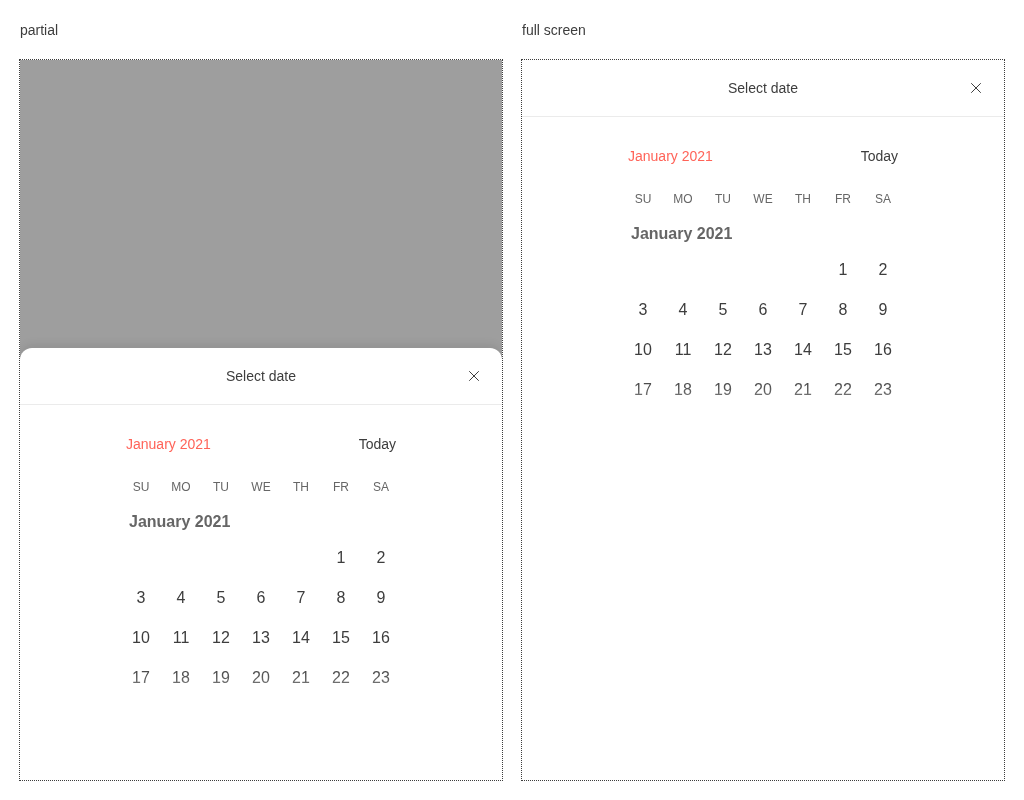 partial
Select date
January 2021 Today
SU MO TU WE TH FR SA
January 2021
1 2
3 4 5 6 7 8 9
10 11 12 13 14 15 16
17 18 19 20 21 22 23
full screen
Select date
January 2021 Today
SU MO TU WE TH FR SA
January 2021
1 2
3 4 5 6 7 8 9
10 11 12 13 14 15 16
17 18 19 20 21 22 23